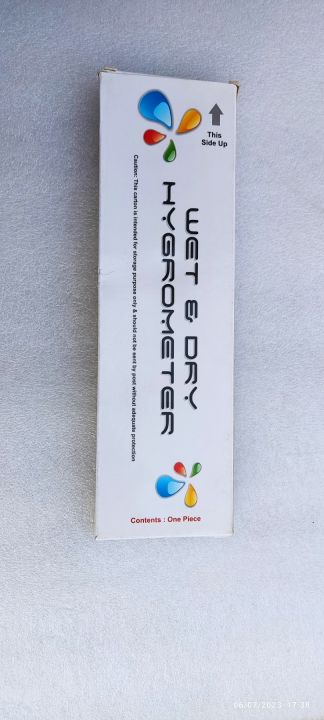 This
Side Up
WET & DRY
HYGROMETER
Caution: This carton is intended for storage purpose only & should not be sent by post without adequate protection
Contents : One Piece
06/07/2023 17:38